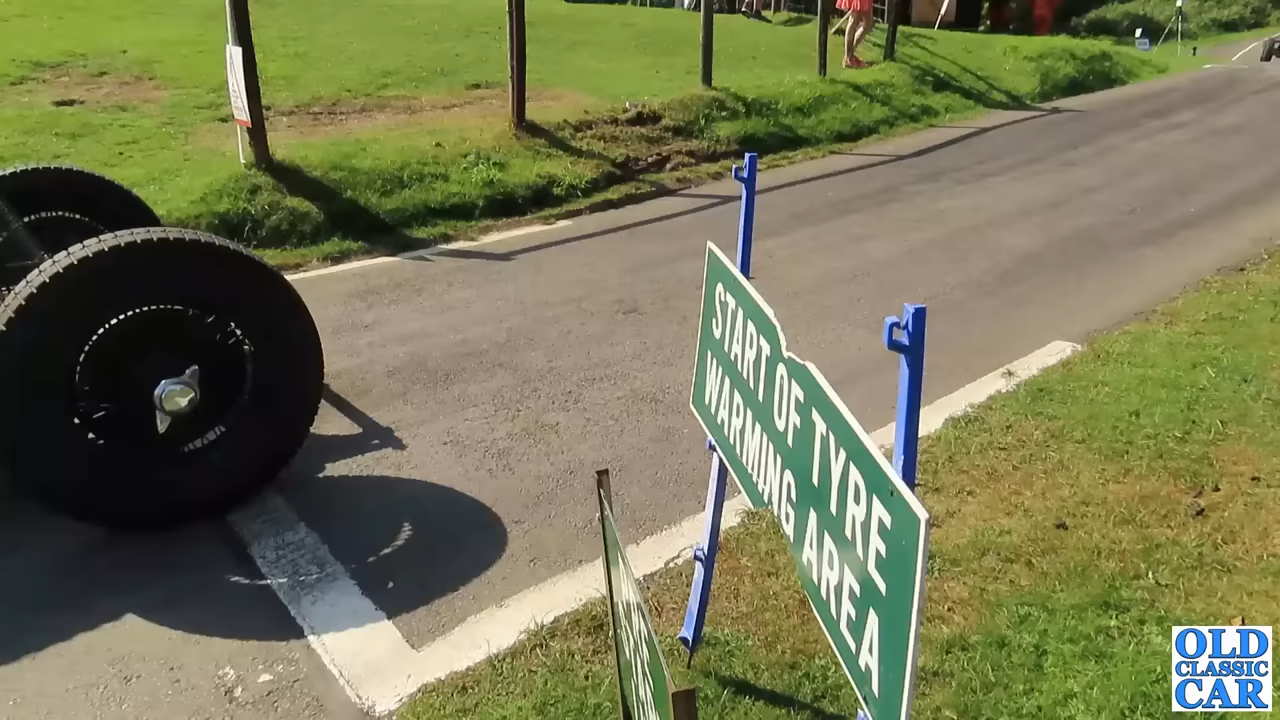 START OF TYRE
WARMING AREA
OLD
CLASSIC
CAR